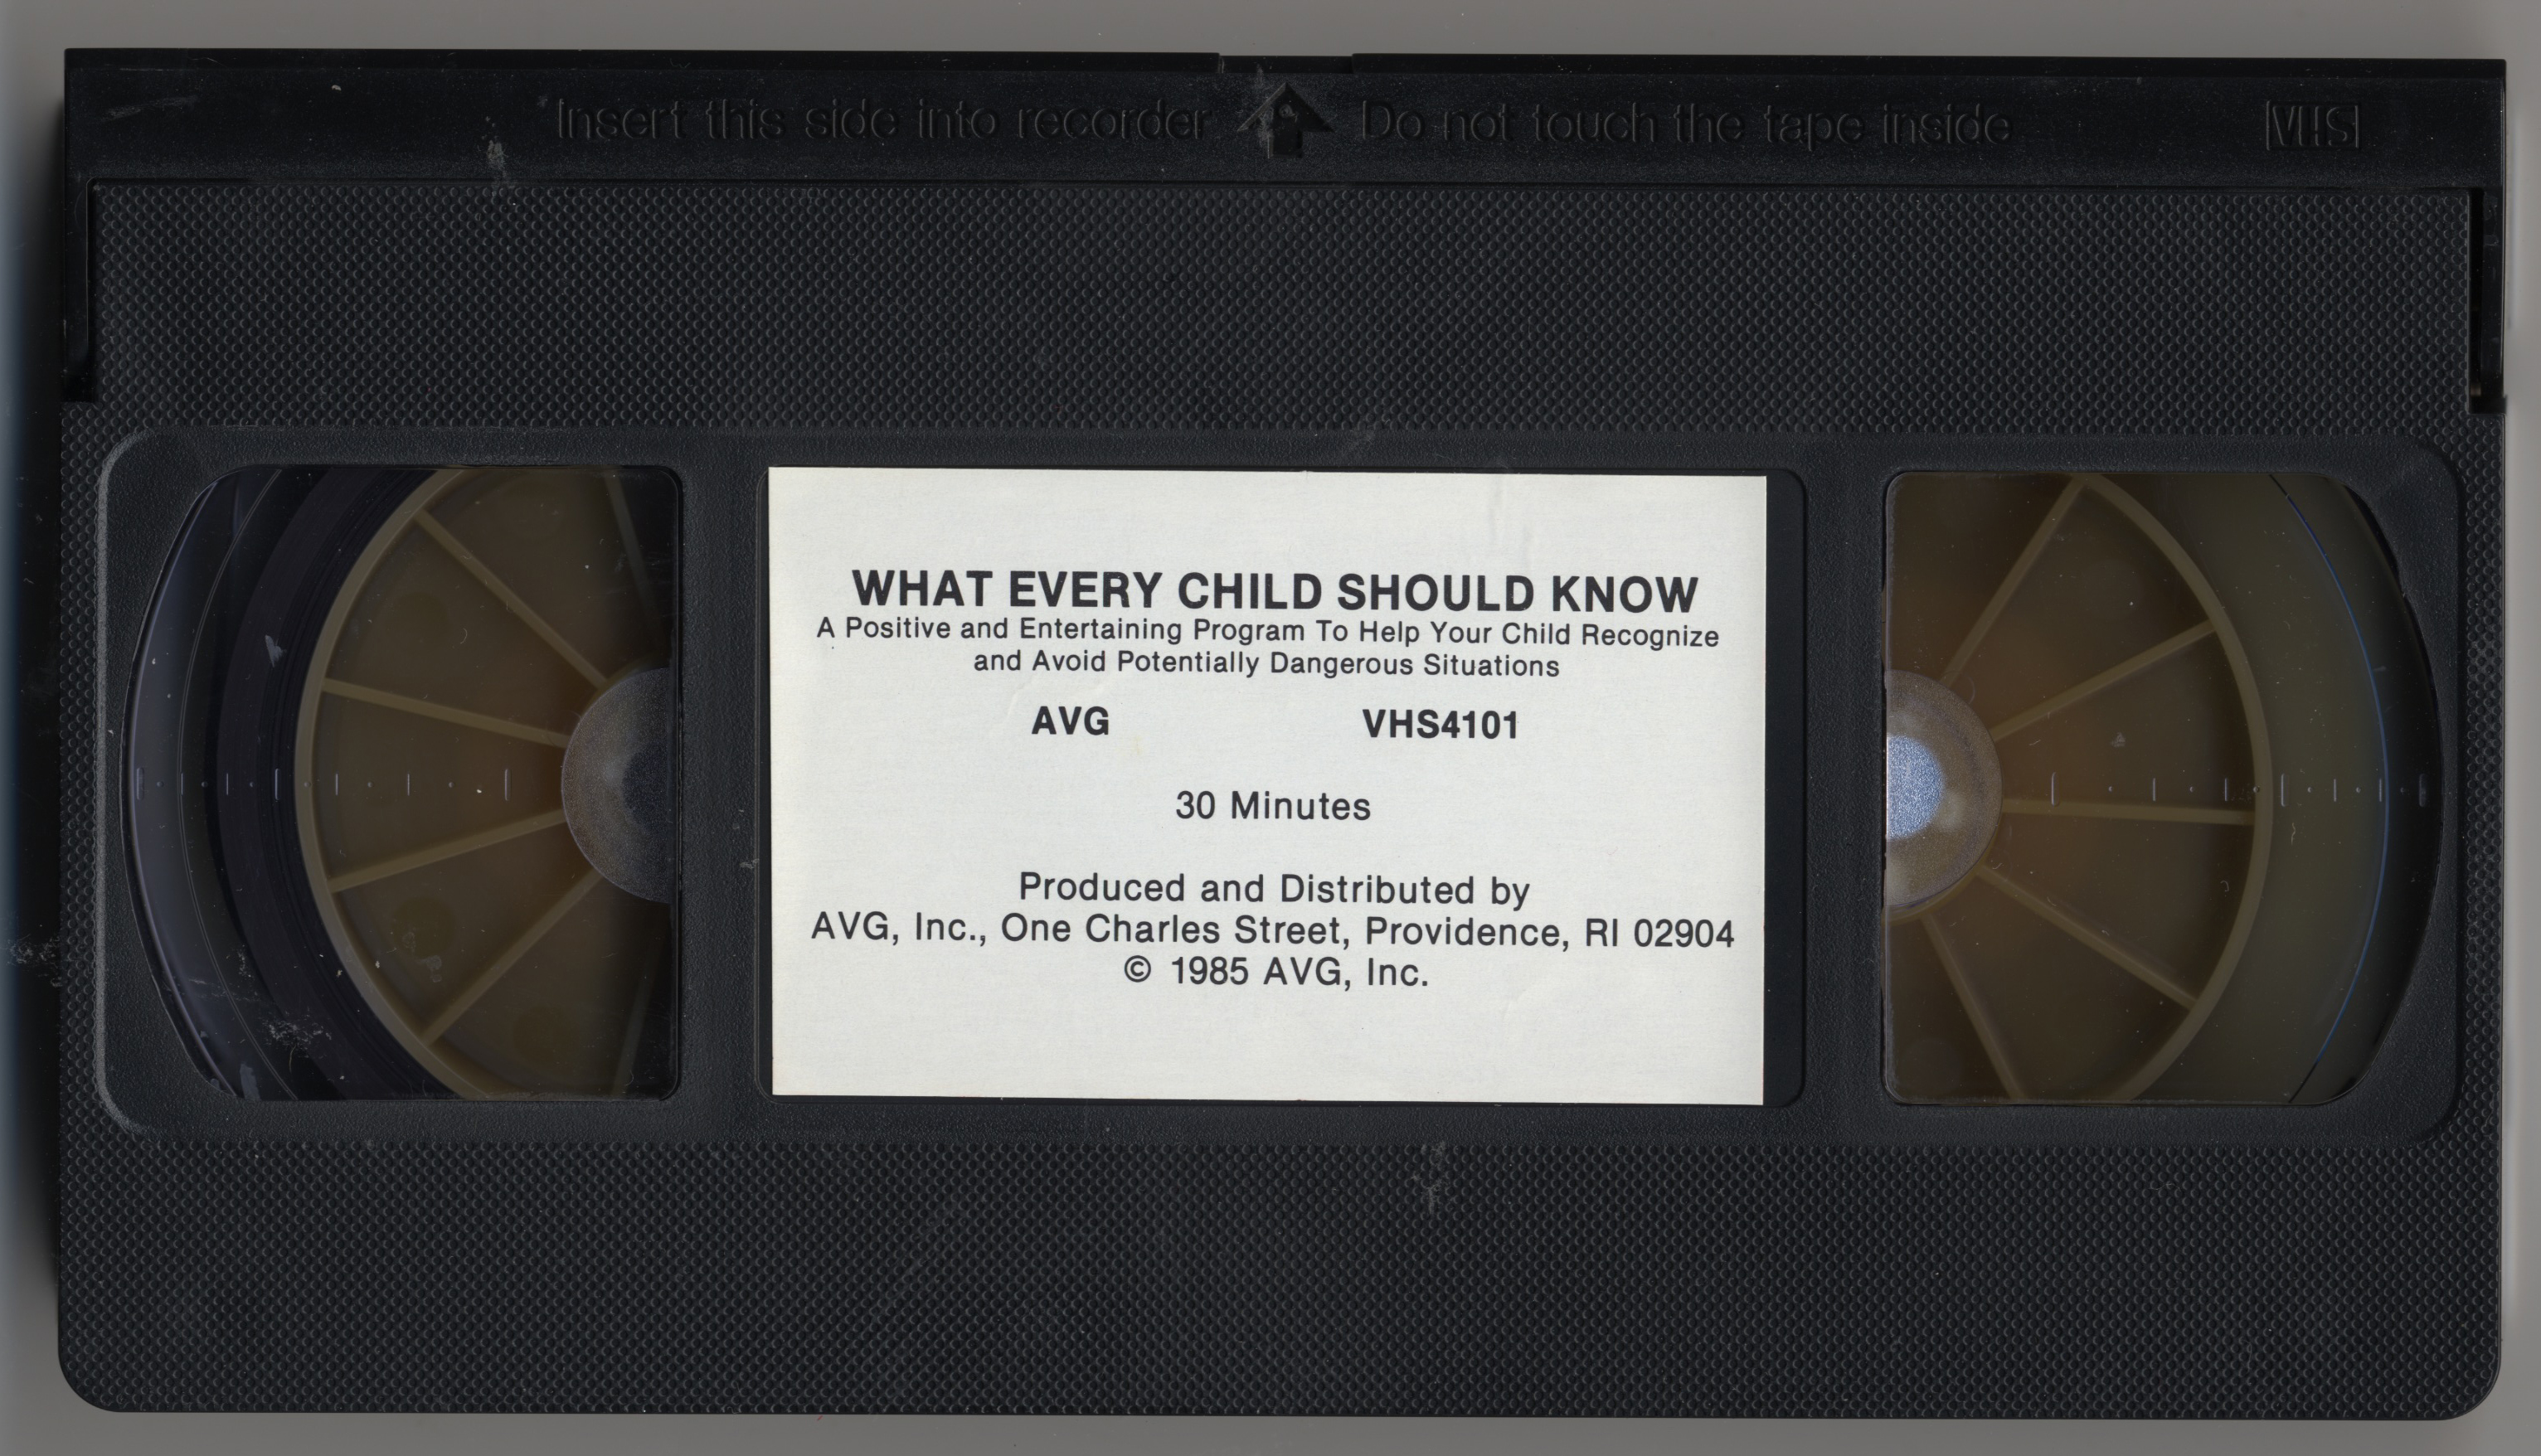 Insert this side into recorder Do not touch the tape inside VHS
WHAT EVERY CHILD SHOULD KNOW
A Positive and Entertaining Program To Help Your Child Recognize
and Avoid Potentially Dangerous Situations
AVG VHS4101
30 Minutes
Produced and Distributed by
AVG, Inc., One Charles Street, Providence, RI 02904
© 1985 AVG, Inc.